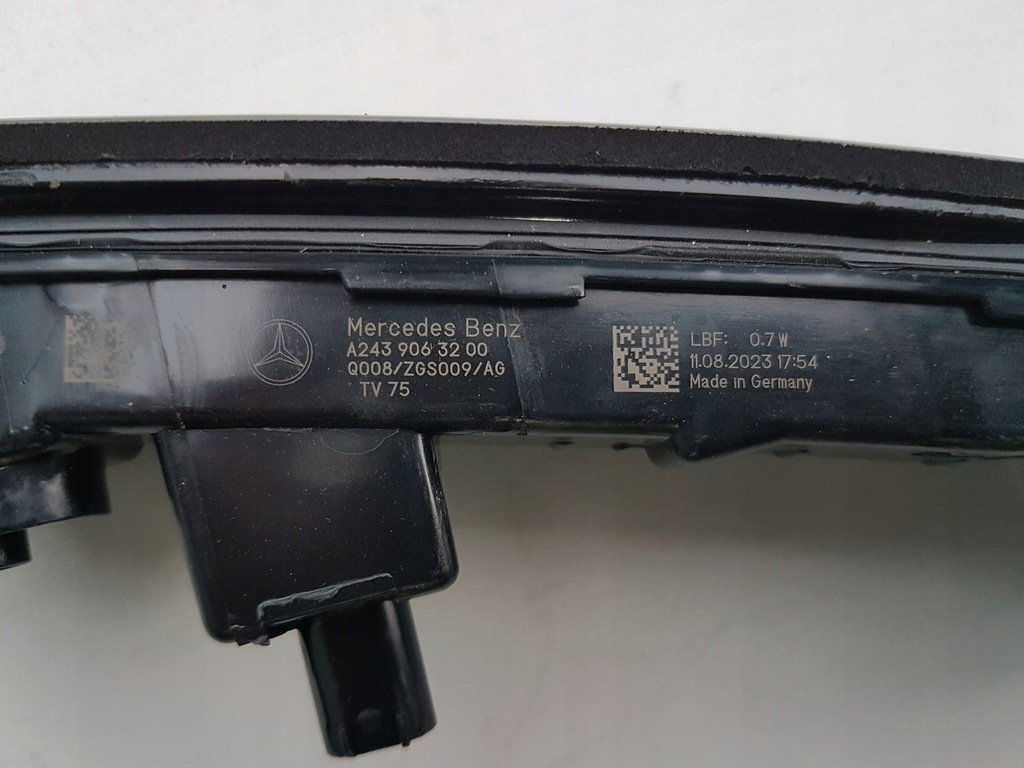 Mercedes Benz
A243 906 32 00
Q008/ZGS009/AG
TV 75
LBF: 0.7 W
11.08.2023 17:54
Made in Germany